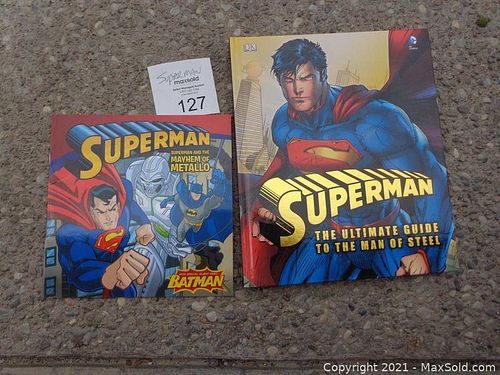 Superman
maxsold
127
SUPERMAN
SUPERMAN AND THE
MAYHEM OF
METALLO
BATMAN
DK
SUPERMAN
THE ULTIMATE GUIDE
TO THE MAN OF STEEL
Copyright 2021 - MaxSold.com